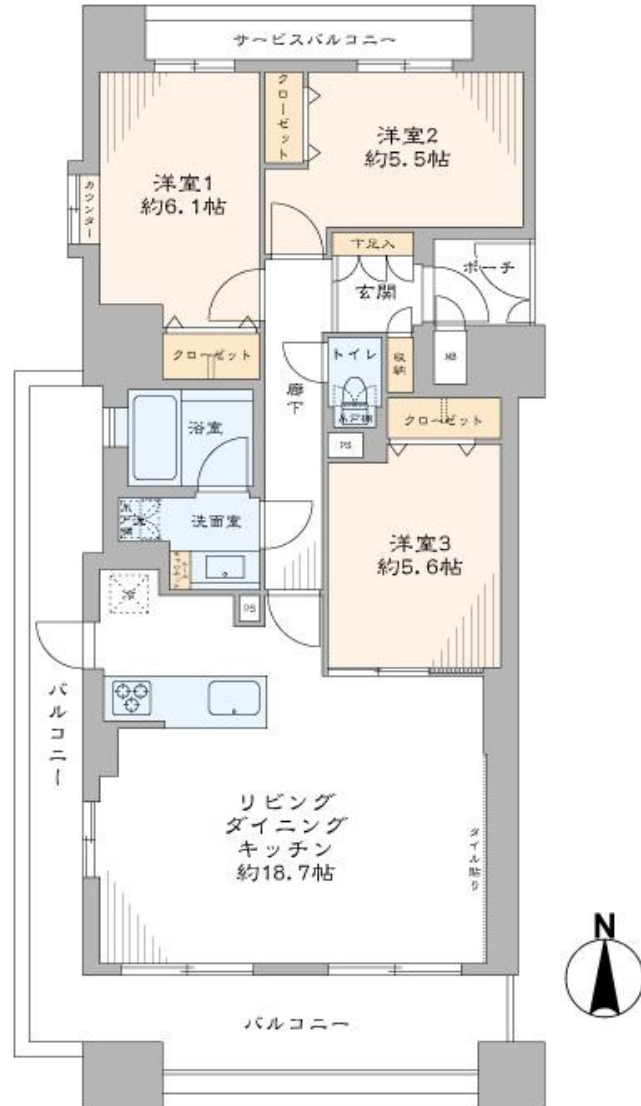 サービスバルコニー
クローゼット
洋室1
約6.1帖
洋室2
約5.5帖
カウンター
下足入
ポーチ
玄関
クローゼット
トイレ
収納
MB
廊下
吊戸棚
クローゼット
浴室
PS
洗面室
洋室3
約5.6帖
冷
PS
バルコニー
リビング
ダイニング
キッチン
約18.7帖
タイル貼り
N
バルコニー